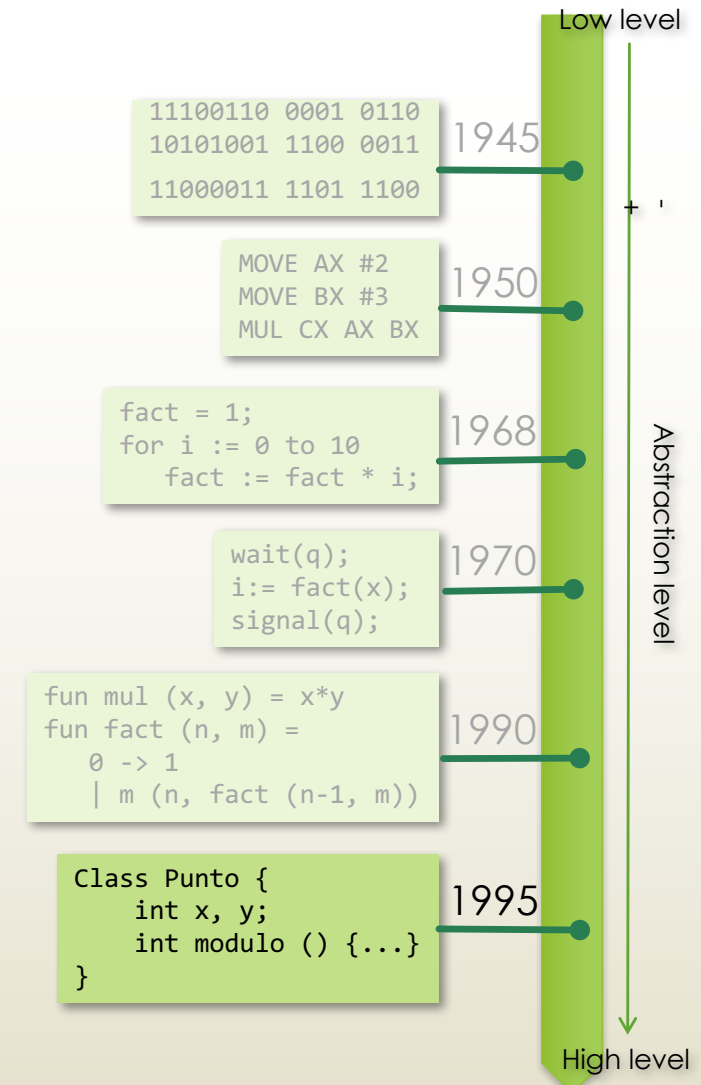 Low level
11100110 0001 0110
10101001 1100 0011
11000011 1101 1100
1945
+ -
MOVE AX #2
MOVE BX #3
MUL CX AX BX
1950
fact = 1;
for i := 0 to 10
fact := fact * i;
1968
Abstraction level
wait(q);
i:= fact(x);
signal(q);
1970
fun mul (x, y) = x*y
fun fact (n, m) =
0 -> 1
| m (n, fact (n-1, m))
1990
Class Punto {
int x, y;
int modulo () {...}
}
1995
High level